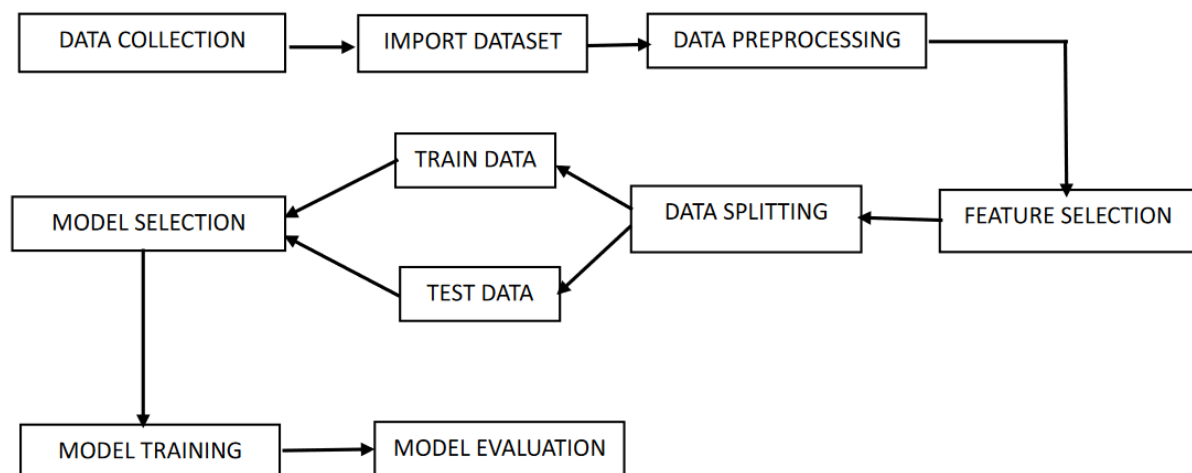 DATA COLLECTION
IMPORT DATASET
DATA PREPROCESSING
FEATURE SELECTION
DATA SPLITTING
TRAIN DATA
TEST DATA
MODEL SELECTION
MODEL TRAINING
MODEL EVALUATION